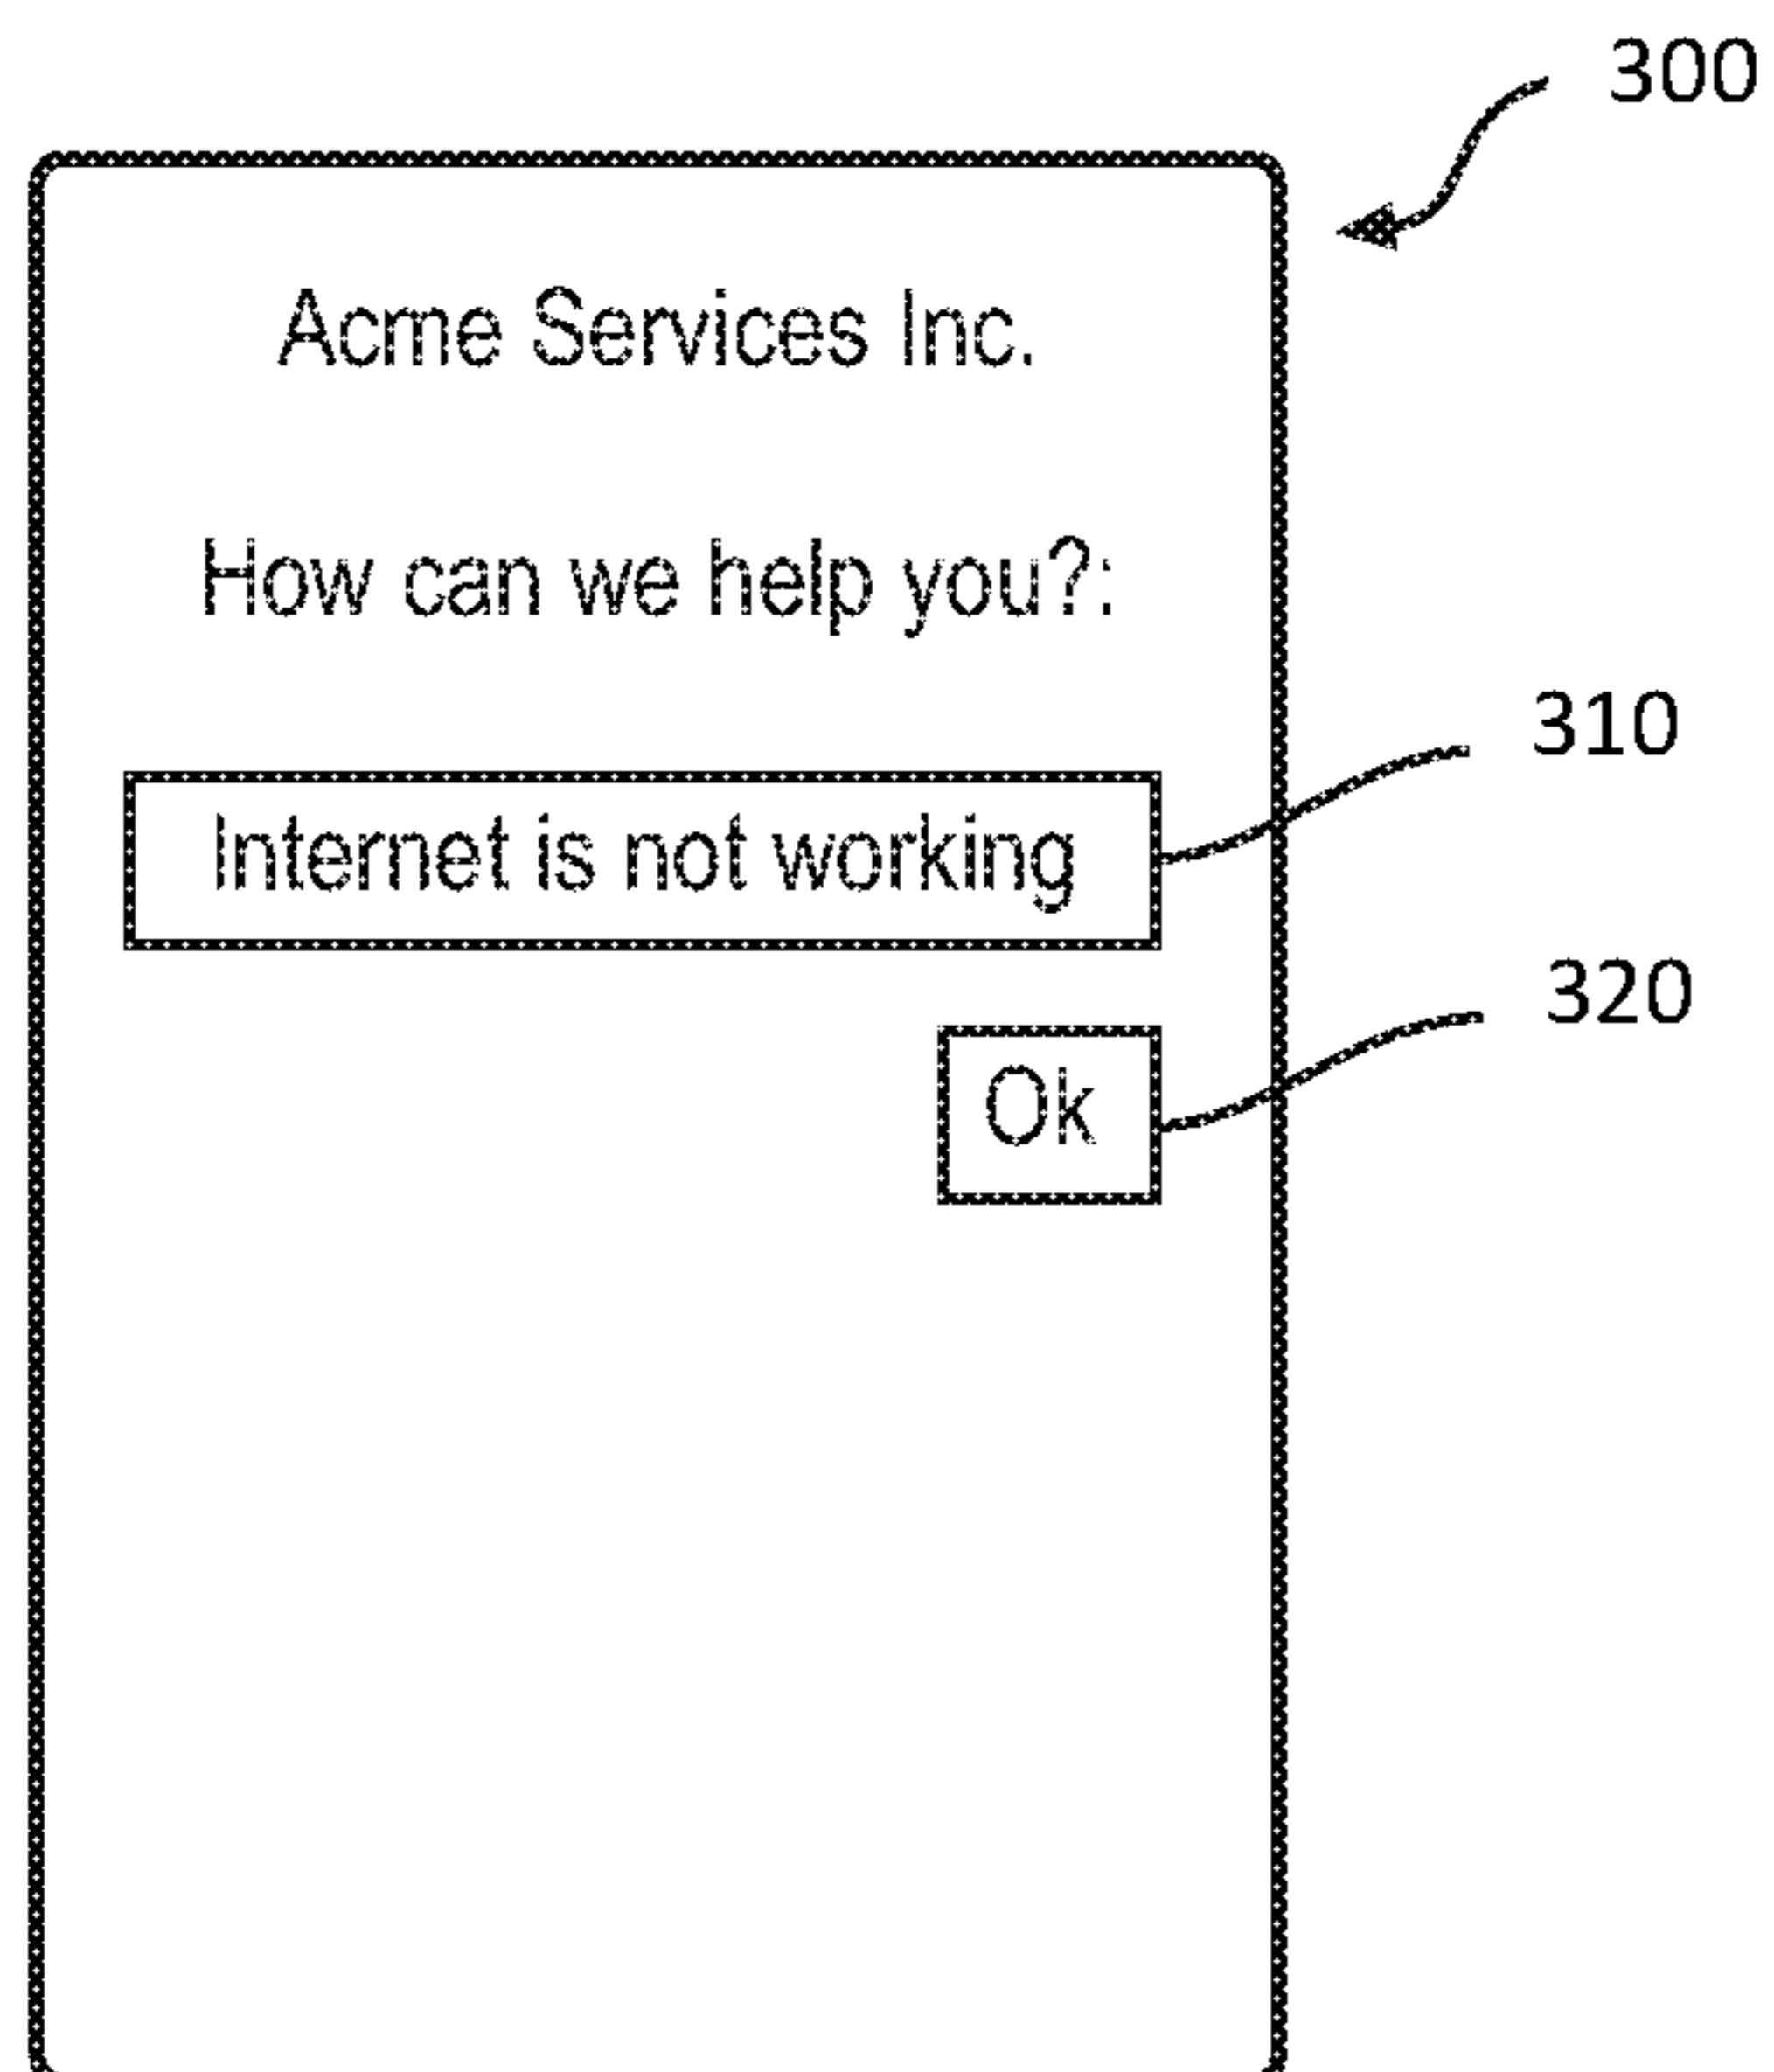 300
Acme Services Inc.
How can we help you?:
310
Internet is not working
320
Ok